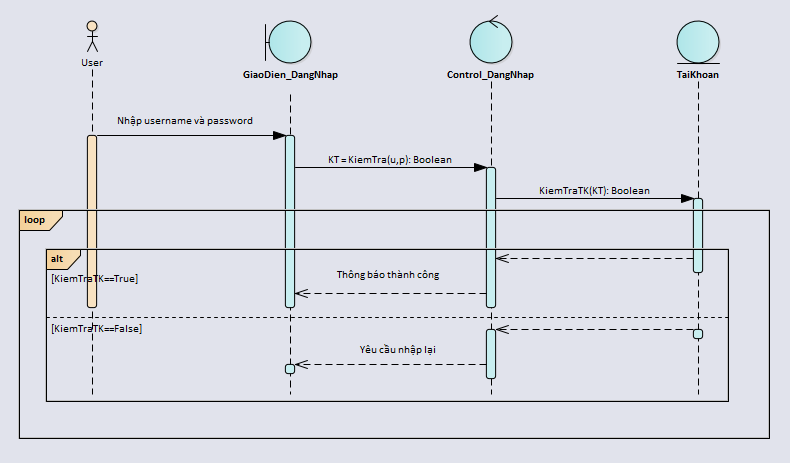 User
GiaoDien_DangNhap
Control_DangNhap
TaiKhoan
Nhập username và password
KT = KiemTra(u,p): Boolean
KiemTraTK(KT): Boolean
loop
alt
[KiemTraTK==True]
Thông báo thành công
[KiemTraTK==False]
Yêu cầu nhập lại